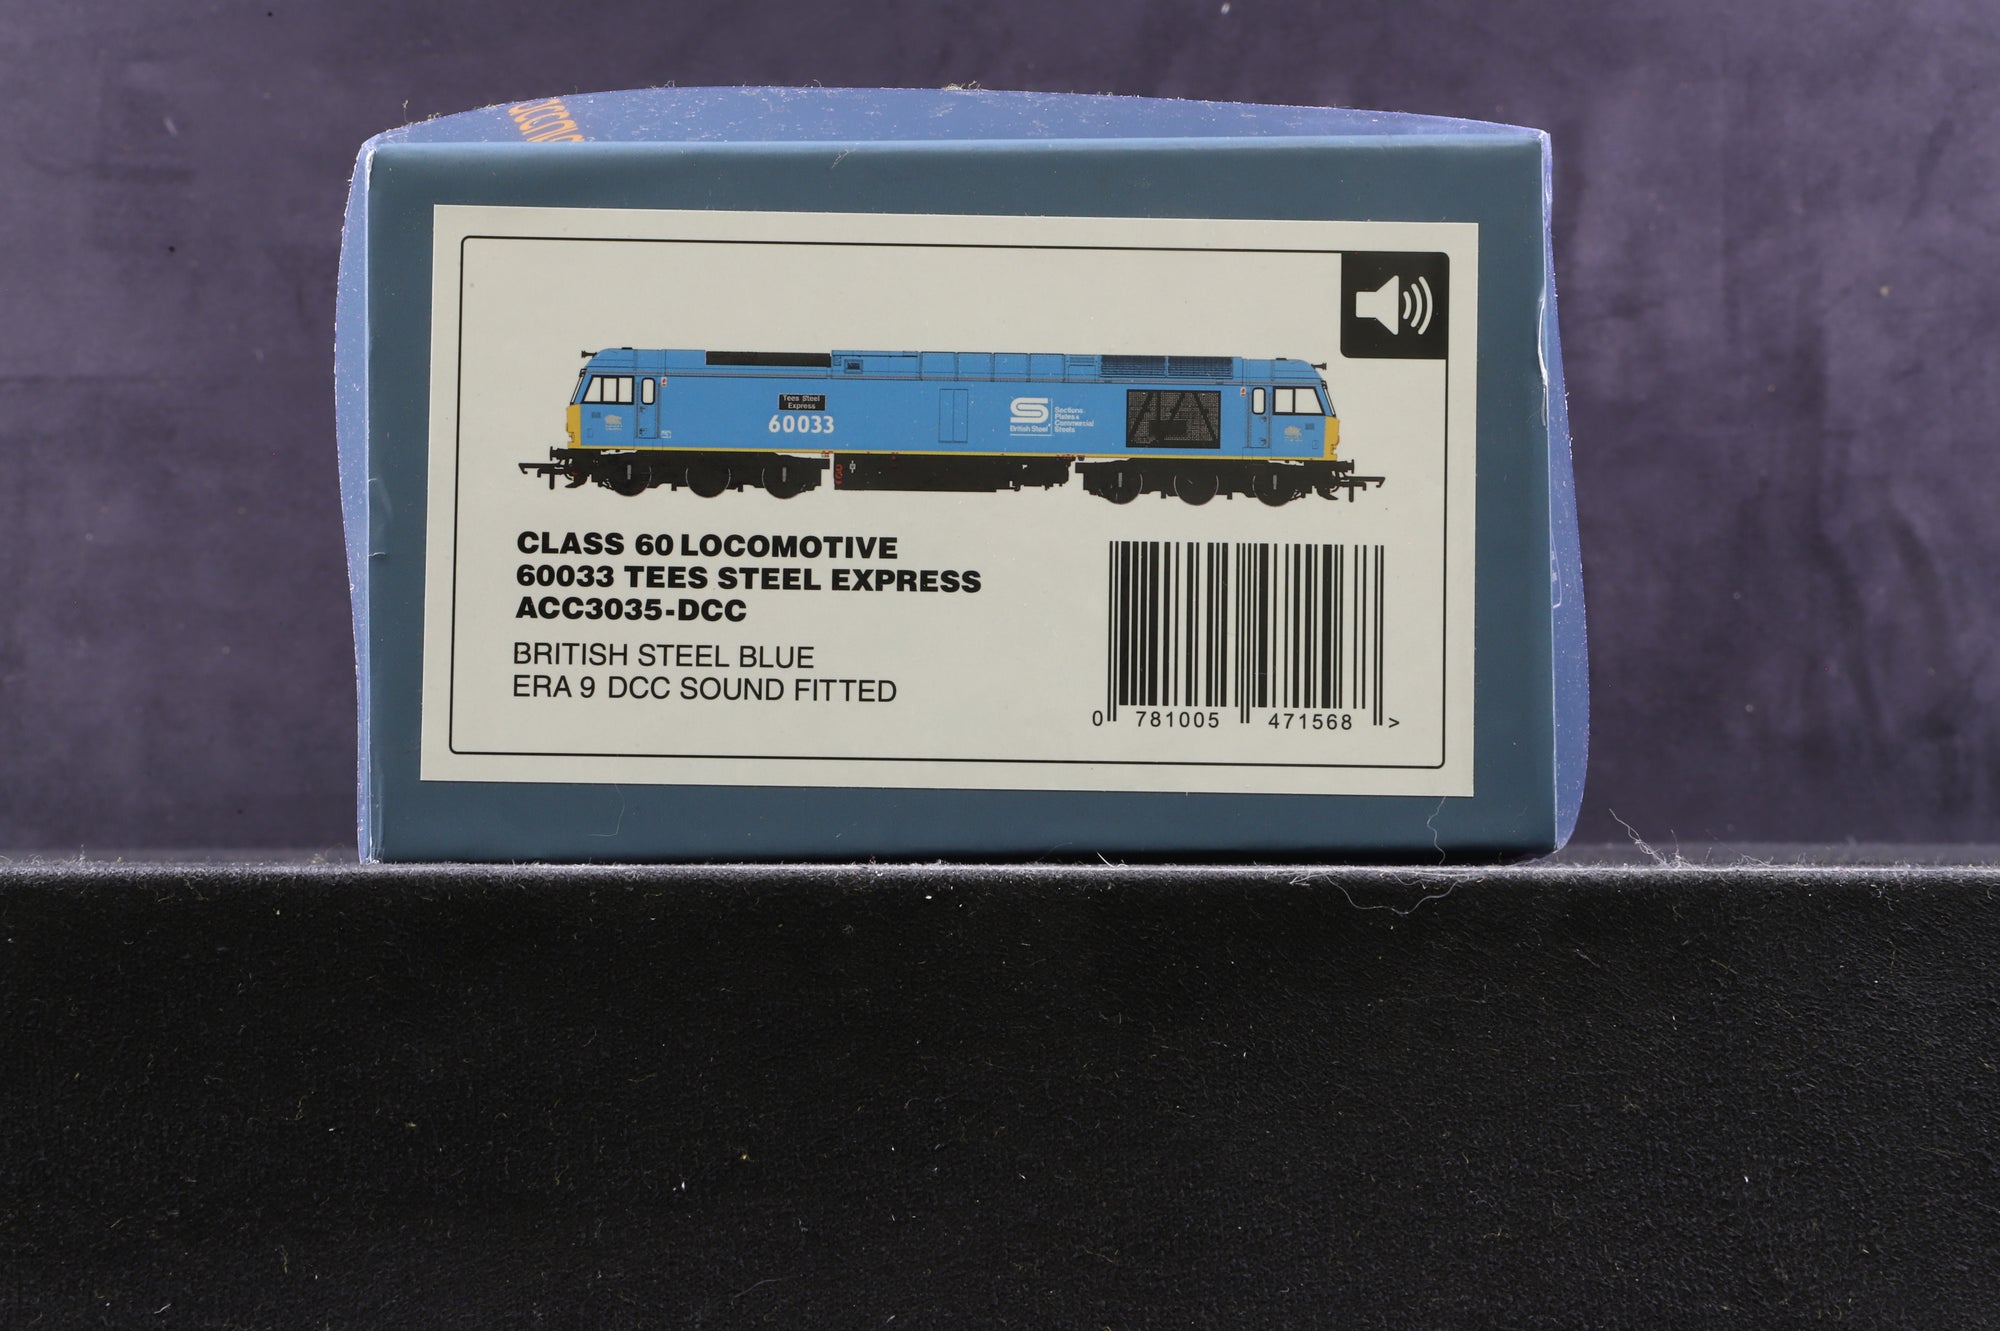 accu
Tees Steel
Express
60033
British Steel
Sections
Plates &
Commercial
Steels
CLASS 60 LOCOMOTIVE
60033 TEES STEEL EXPRESS
ACC3035-DCC
BRITISH STEEL BLUE
ERA 9 DCC SOUND FITTED
0 781005 471568 >